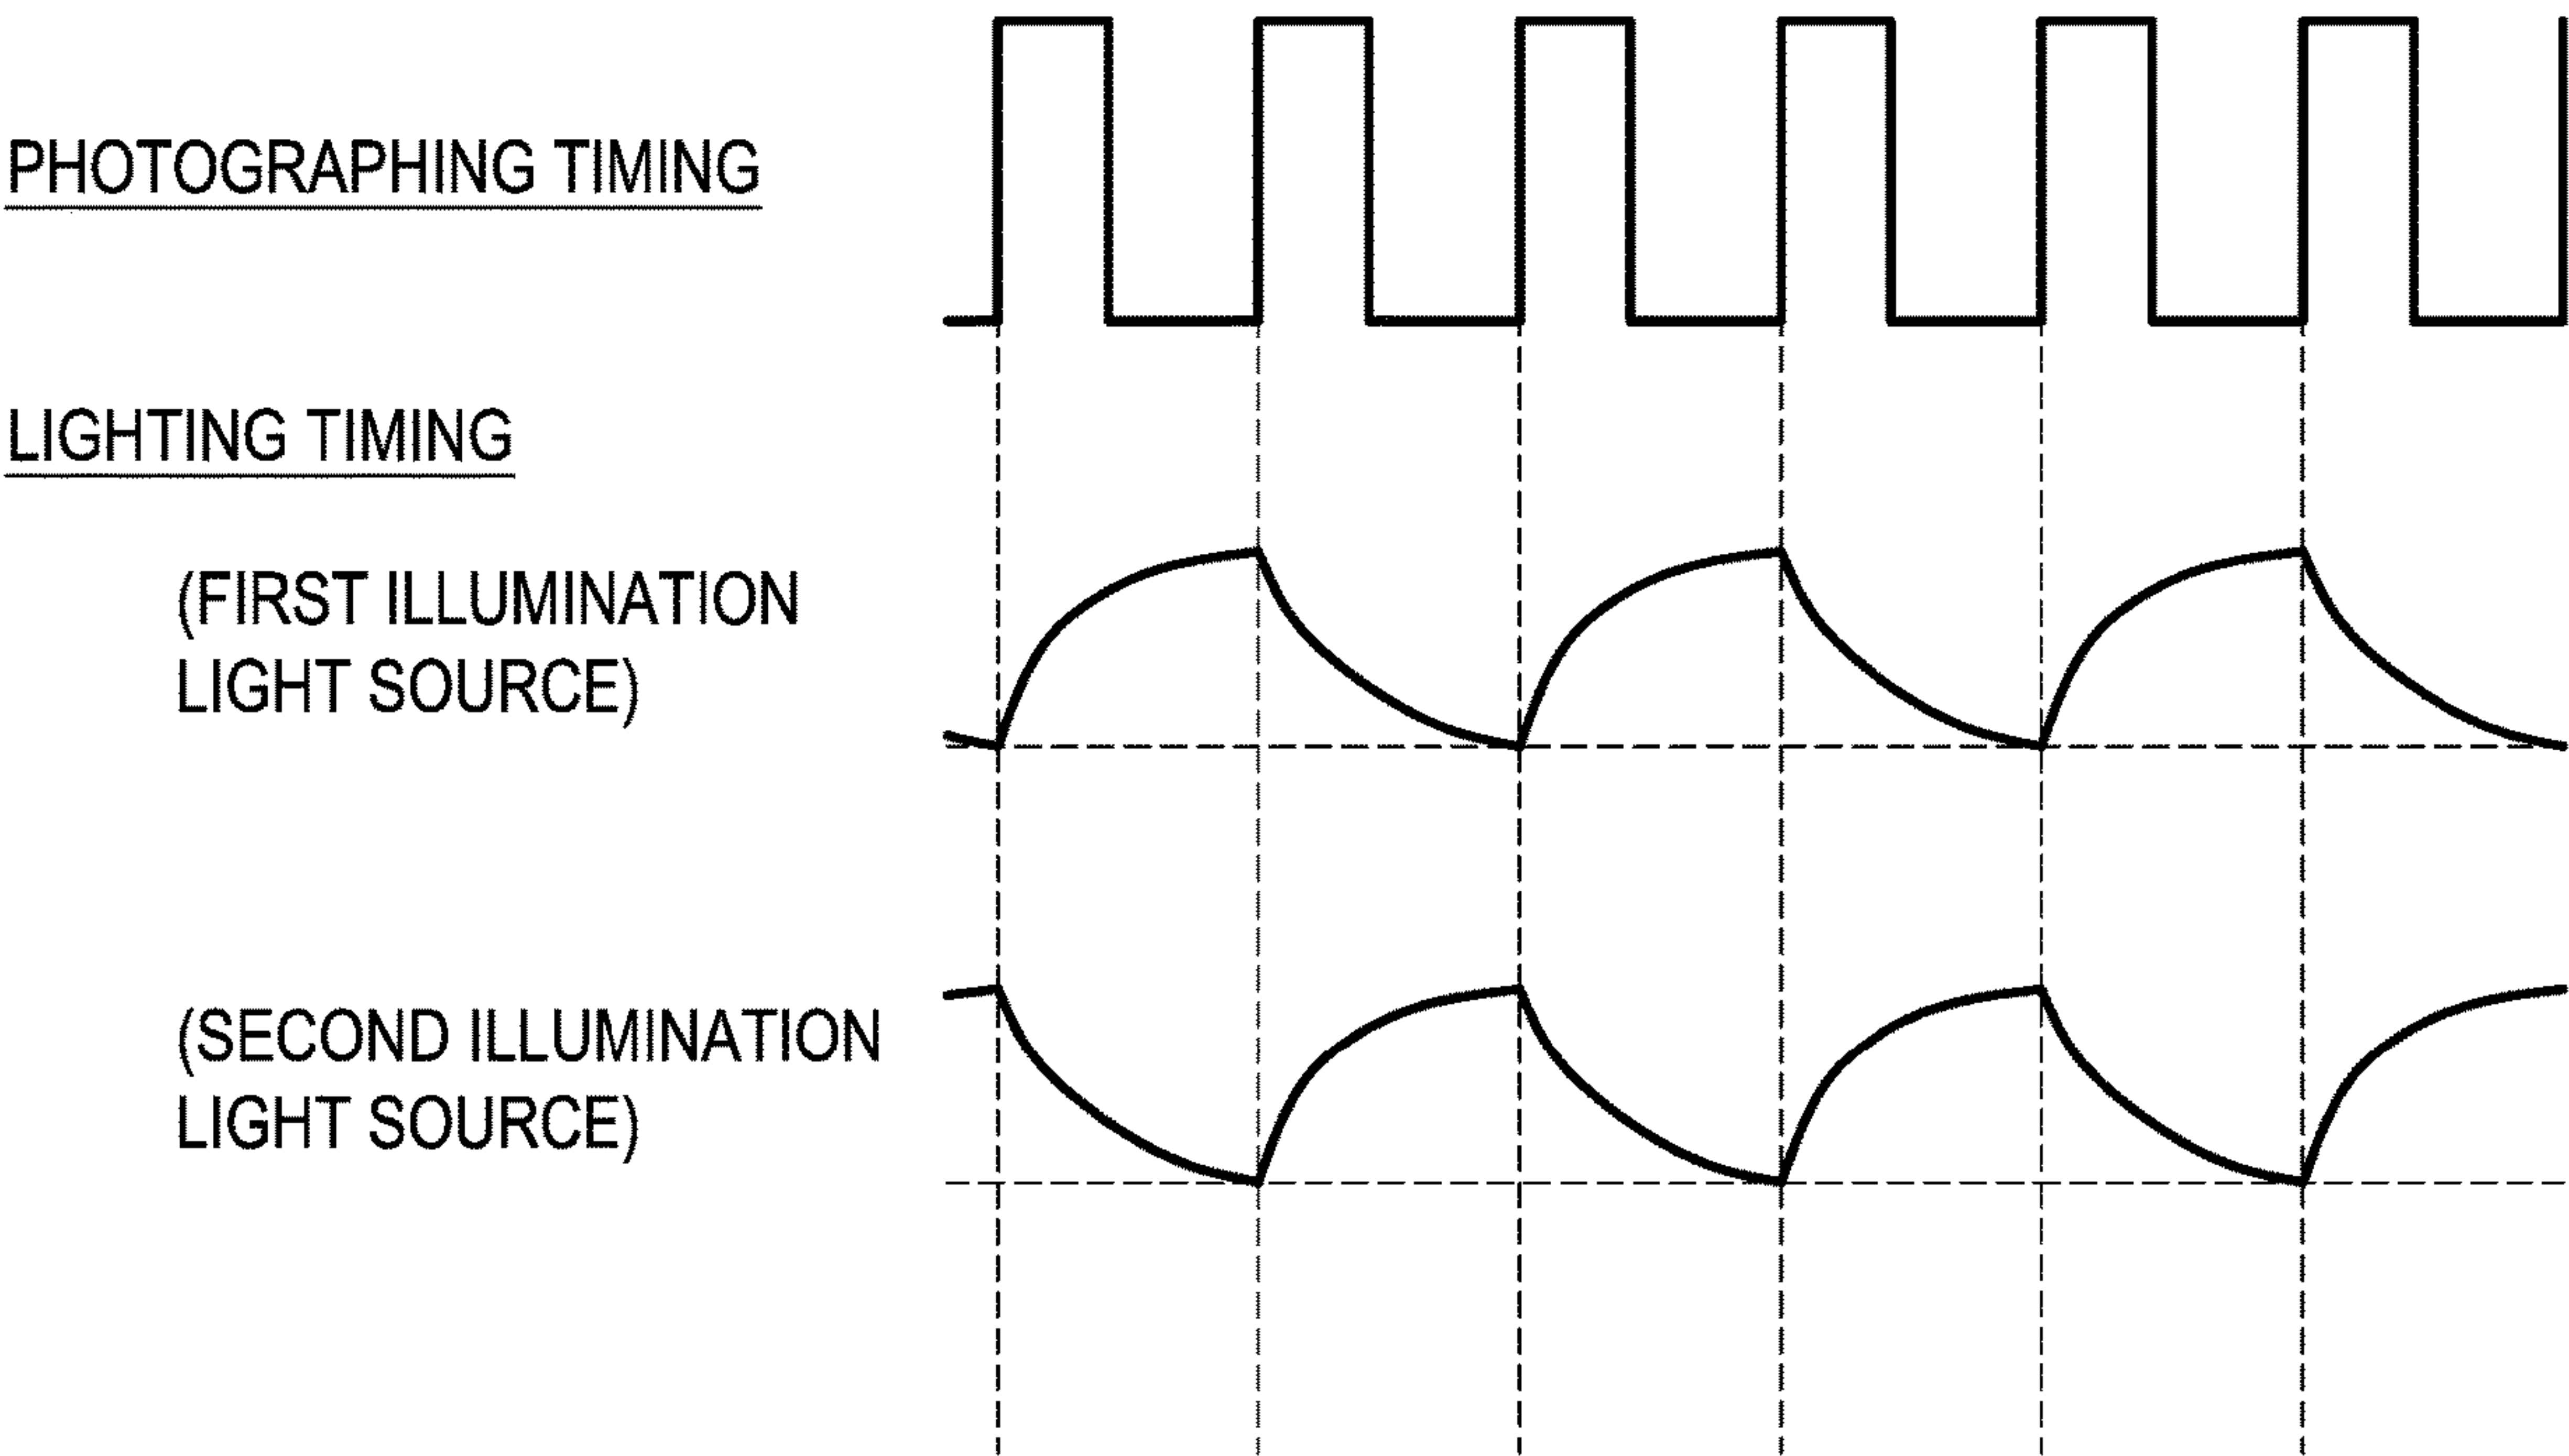 PHOTOGRAPHING TIMING
LIGHTING TIMING
(FIRST ILLUMINATION
LIGHT SOURCE)
(SECOND ILLUMINATION
LIGHT SOURCE)